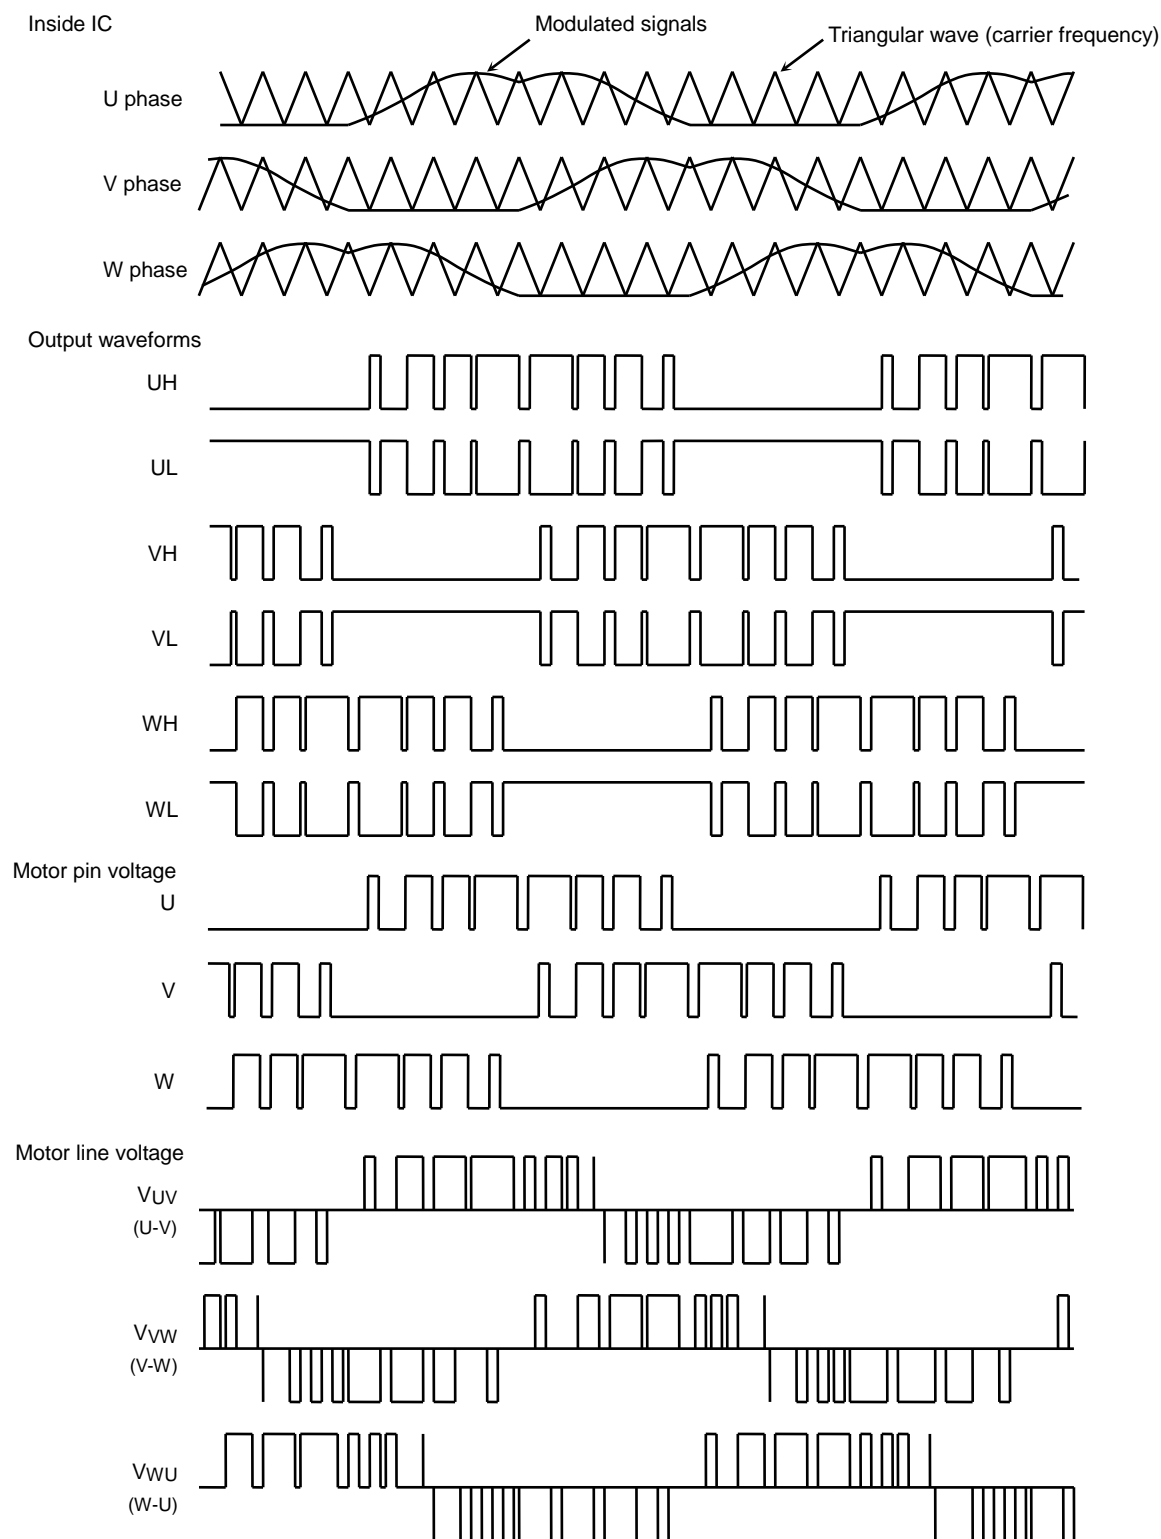 Inside IC
Modulated signals
Triangular wave (carrier frequency)
U phase
V phase
W phase
Output waveforms
UH
UL
VH
VL
WH
WL
Motor pin voltage
U
V
W
Motor line voltage
VUV
(U-V)
VVW
(V-W)
VWU
(W-U)